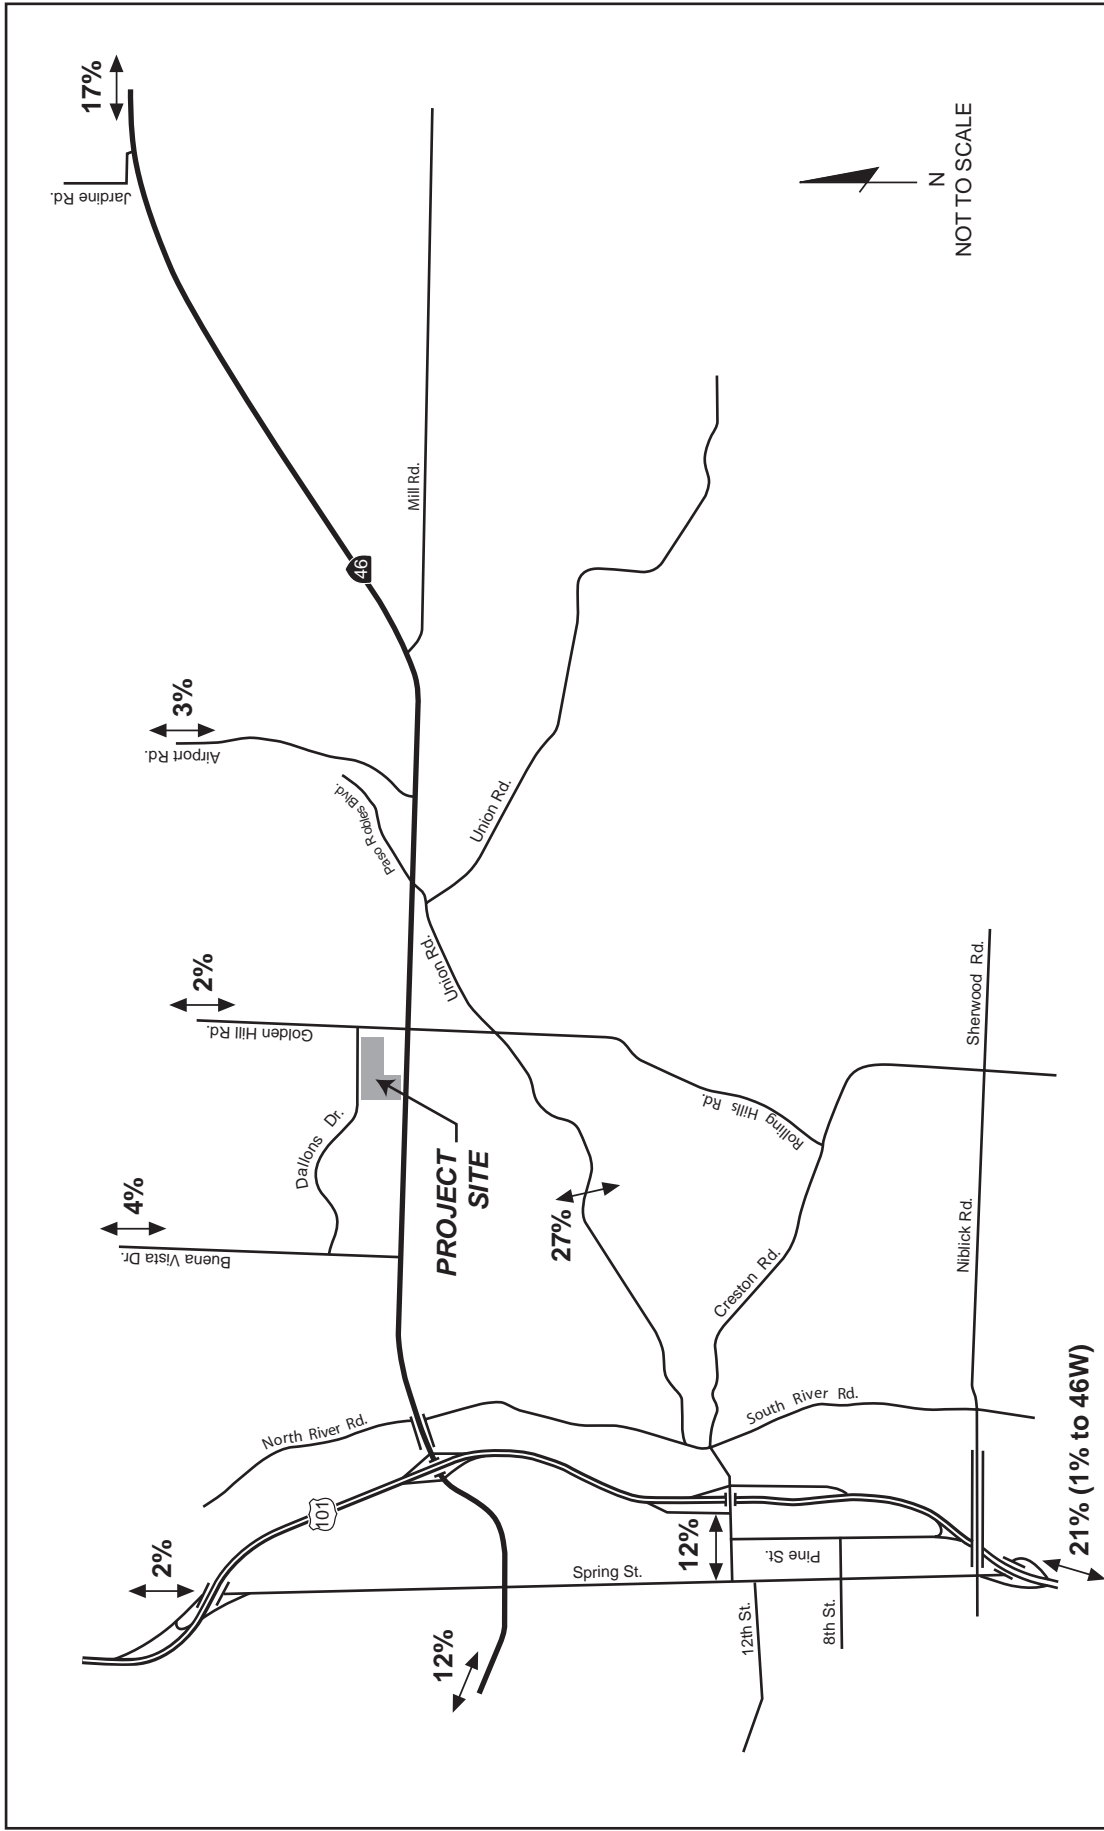 17%
Jardine Rd.
Mill Rd.
46
N
NOT TO SCALE
3%
Airport Rd.
Paso Robles Blvd.
Union Rd.
Union Rd.
2%
Golden Hill Rd.
Dallons Dr.
PROJECT
SITE
4%
Buena Vista Dr.
27%
Rolling Hills Rd.
Sherwood Rd.
Creston Rd.
Niblick Rd.
North River Rd.
South River Rd.
101
2%
12%
Spring St.
12%
Pine St.
12th St.
8th St.
21% (1% to 46W)